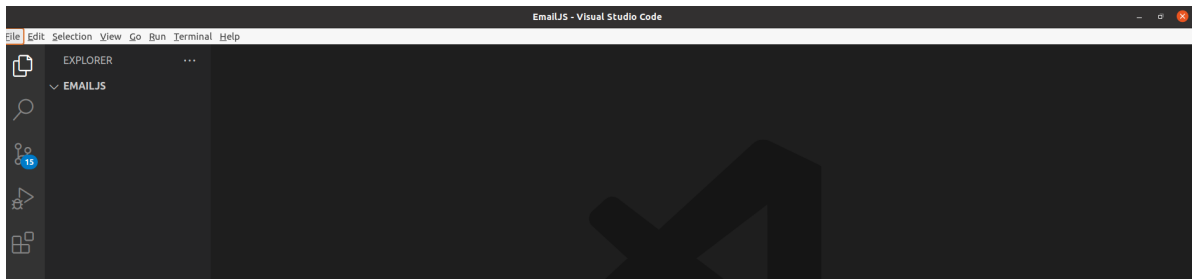 EmailJS - Visual Studio Code
File Edit Selection View Go Run Terminal Help
EXPLORER
EMAILJS
15